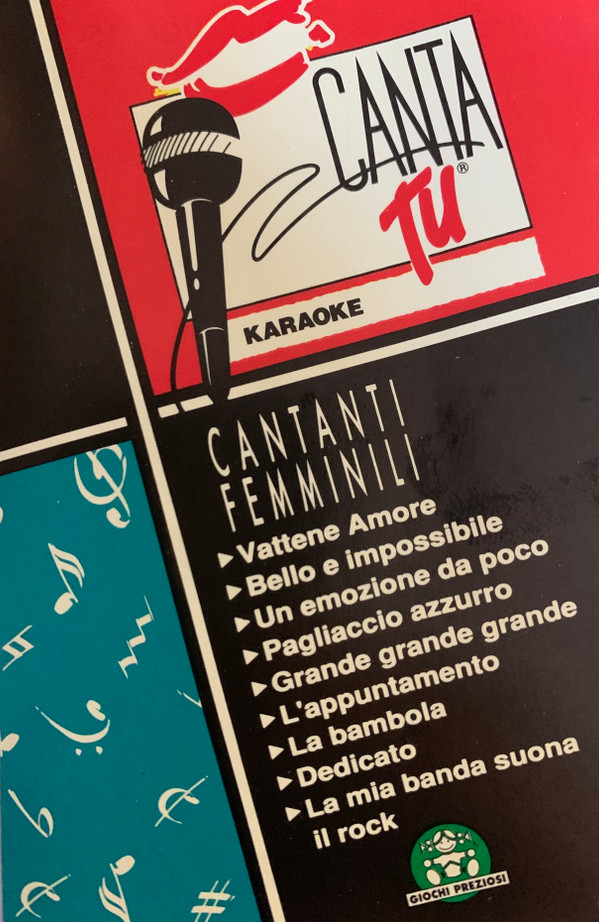 CANTA
TU®
KARAOKE
CANTANTI
FEMMINILI
▶Vattene Amore
▶Bello e impossibile
▶Un emozione da poco
▶Pagliaccio azzurro
▶Grande grande grande
▶L'appuntamento
▶La bambola
▶Dedicato
▶La mia banda suona
il rock
GIOCHI PREZIOSI